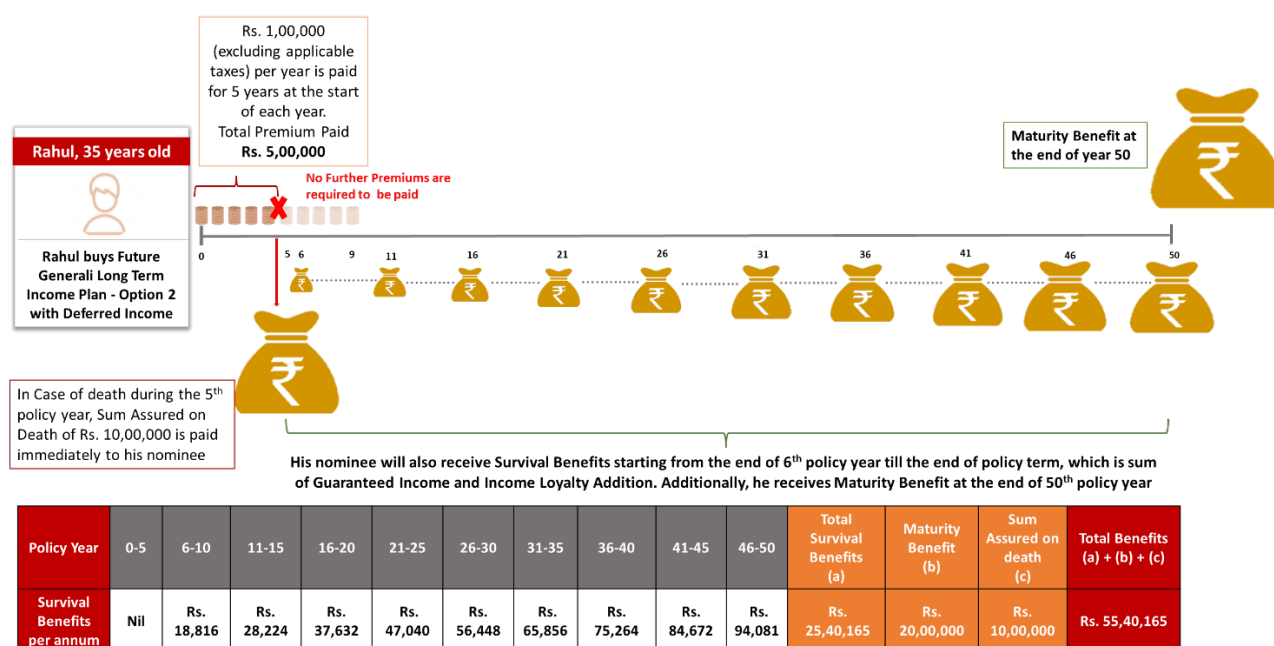 Rs. 1,00,000
(excluding applicable
taxes) per year is paid
for 5 years at the start
of each year.
Total Premium Paid
Rs. 5,00,000
Rahul, 35 years old
Rahul buys Future
Generali Long Term
Income Plan - Option 2
with Deferred Income
No Further Premiums are
required to be paid
Maturity Benefit at
the end of year 50
₹
0 5 6 9 11 16 21 26 31 36 41 46 50
₹ ₹ ₹ ₹ ₹ ₹ ₹ ₹ ₹ ₹
₹
In Case of death during the 5th
policy year, Sum Assured on
Death of Rs. 10,00,000 is paid
immediately to his nominee
His nominee will also receive Survival Benefits starting from the end of 6th policy year till the end of policy term, which is sum
of Guaranteed Income and Income Loyalty Addition. Additionally, he receives Maturity Benefit at the end of 50th policy year
Policy Year 0-5 6-10 11-15 16-20 21-25 26-30 31-35 36-40 41-45 46-50 Total Survival Benefits (a) Maturity Benefit (b) Sum Assured on death (c) Total Benefits (a) + (b) + (c)
Survival Benefits per annum Nil Rs. 18,816 Rs. 28,224 Rs. 37,632 Rs. 47,040 Rs. 56,448 Rs. 65,856 Rs. 75,264 Rs. 84,672 Rs. 94,081 Rs. 25,40,165 Rs. 20,00,000 Rs. 10,00,000 Rs. 55,40,165